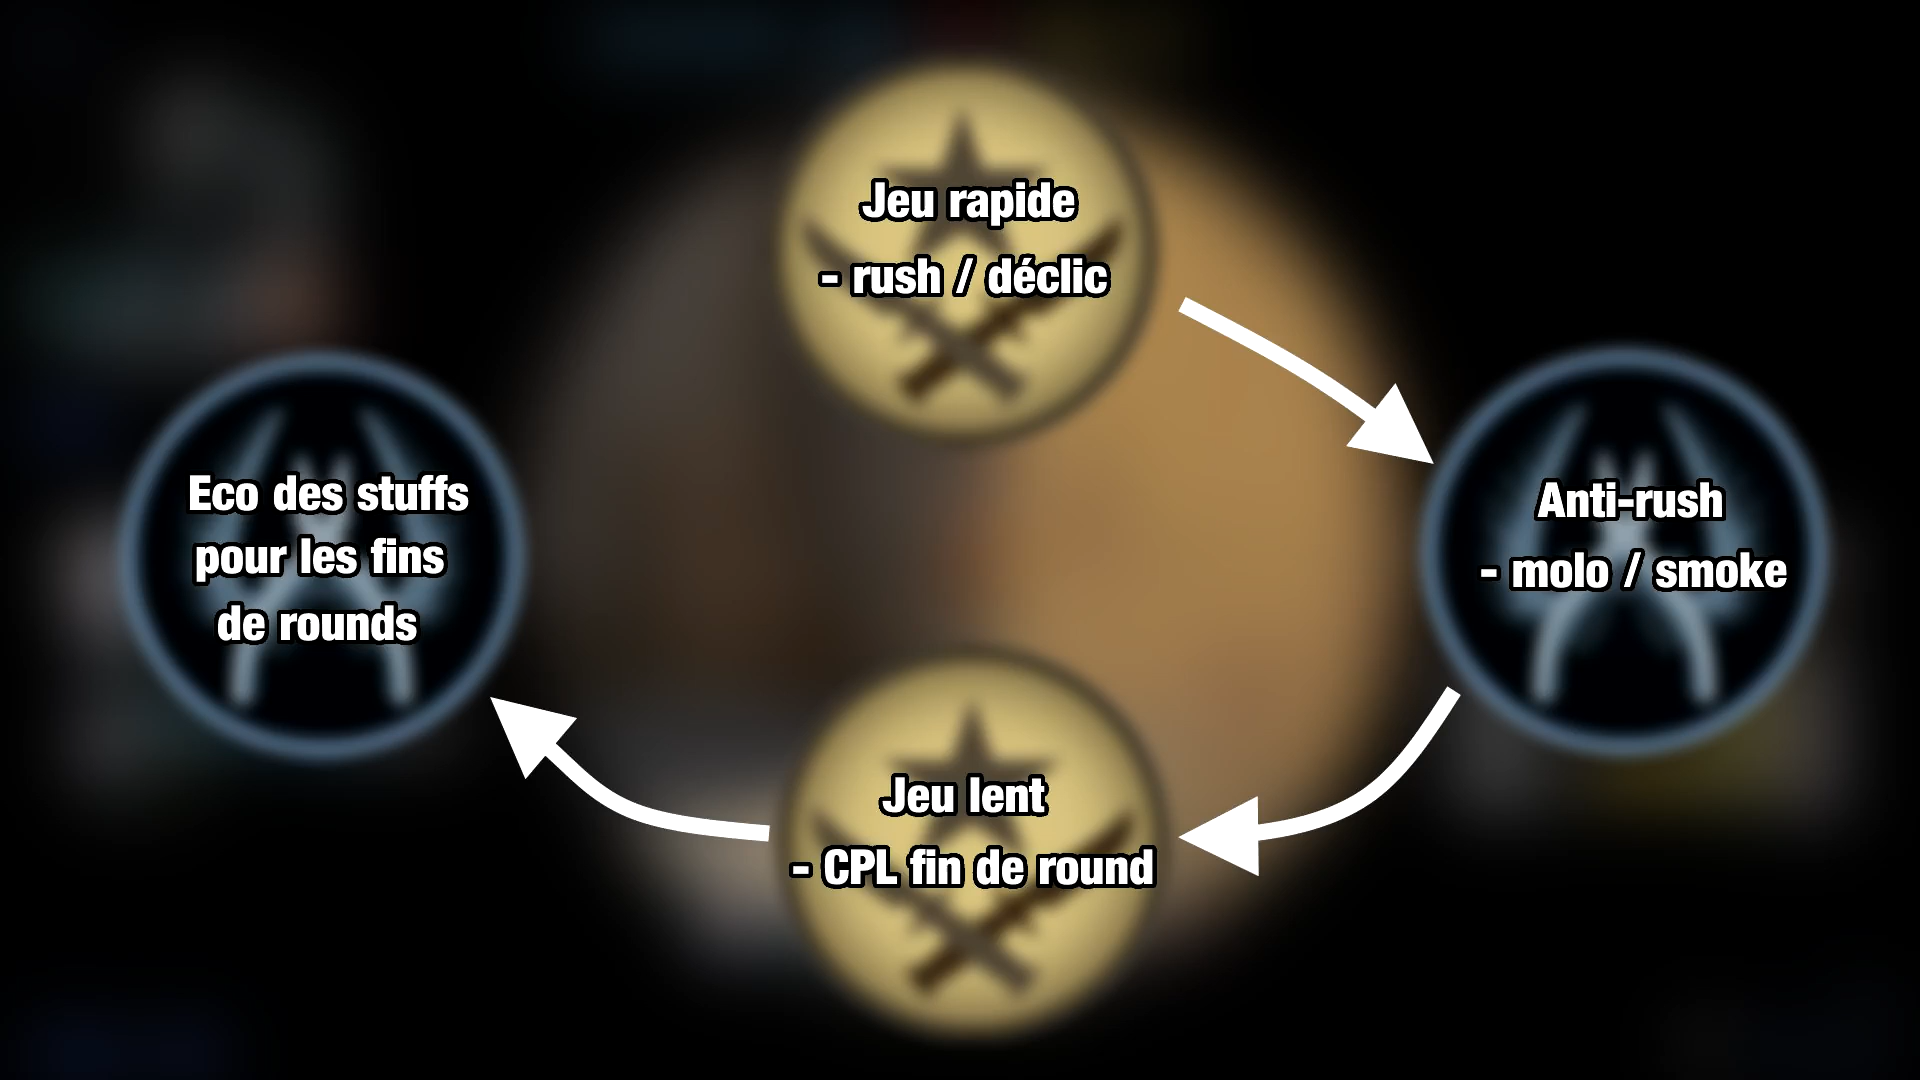 Jeu rapide
- rush / déclic
Anti-rush
- molo / smoke
Jeu lent
- CPL fin de round
Eco des stuffs
pour les fins
de rounds